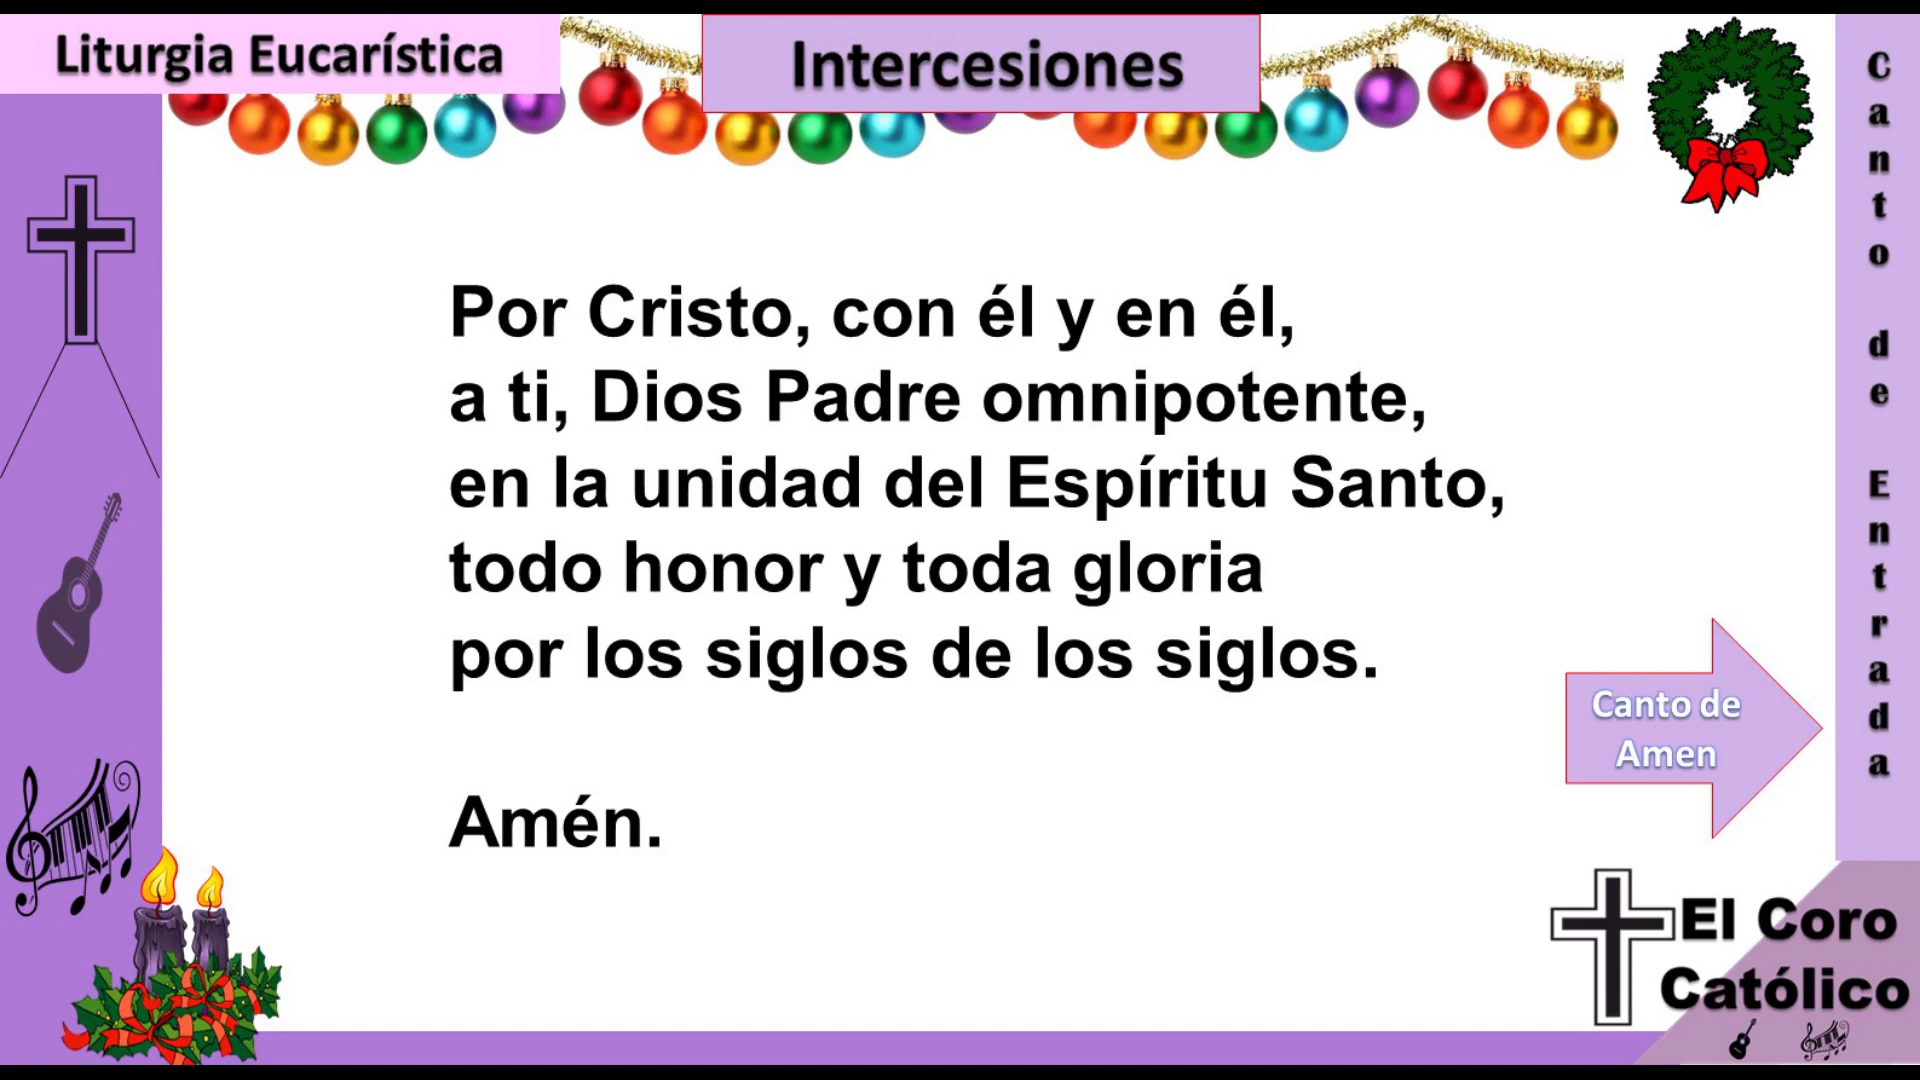 Liturgia Eucarística
Intercesiones
Por Cristo, con él y en él,
a ti, Dios Padre omnipotente,
en la unidad del Espíritu Santo,
todo honor y toda gloria
por los siglos de los siglos.
Amén.
Canto de
Amen
Canto de Entrada
El Coro
Católico